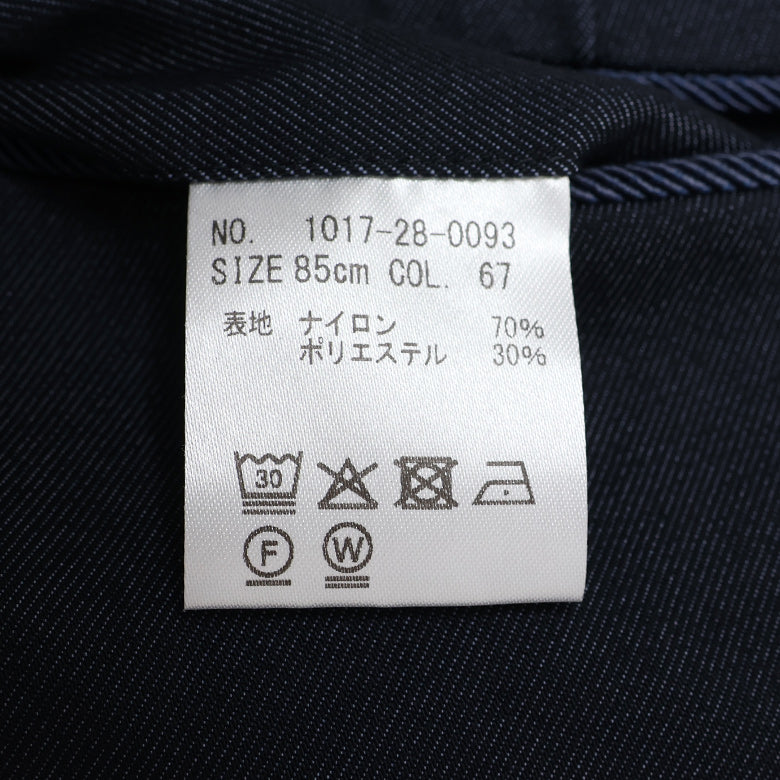 NO. 1017-28-0093
SIZE 85cm COL. 67
表地 ナイロン 70%
ポリエステル 30%
30
F W